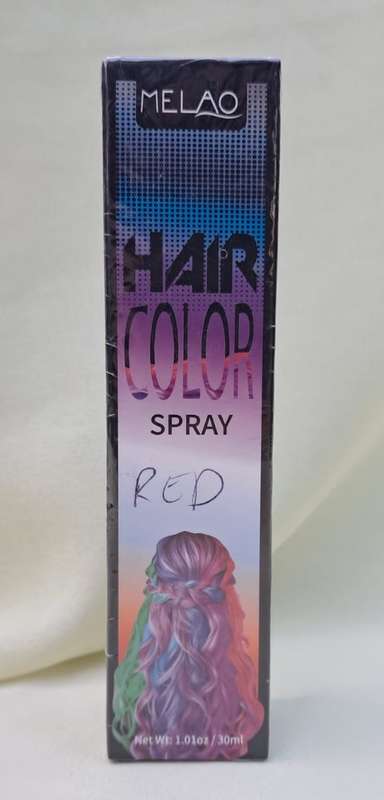 MELAO
HAIR
COLOR
SPRAY
RED
Net Wt: 1.01oz / 30ml